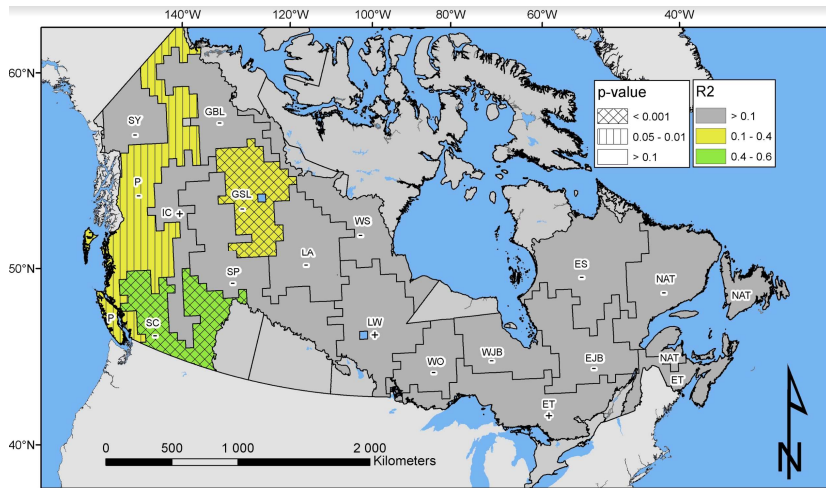 140°W 120°W 100°W 80°W 60°W 40°W
60°N
50°N
40°N
p-value
< 0.001
0.05 - 0.01
> 0.1
R2
> 0.1
0.1 - 0.4
0.4 - 0.6
GBL
-
SY
-
P
-
GSL
-
IC +
WS
-
LA
-
ES
-
SP
-
NAT
-
NAT
P
SC
-
LW
+
WO
-
WJB
-
EJB
-
NAT
ET
ET
+
0
500
1 000
2 000
Kilometers